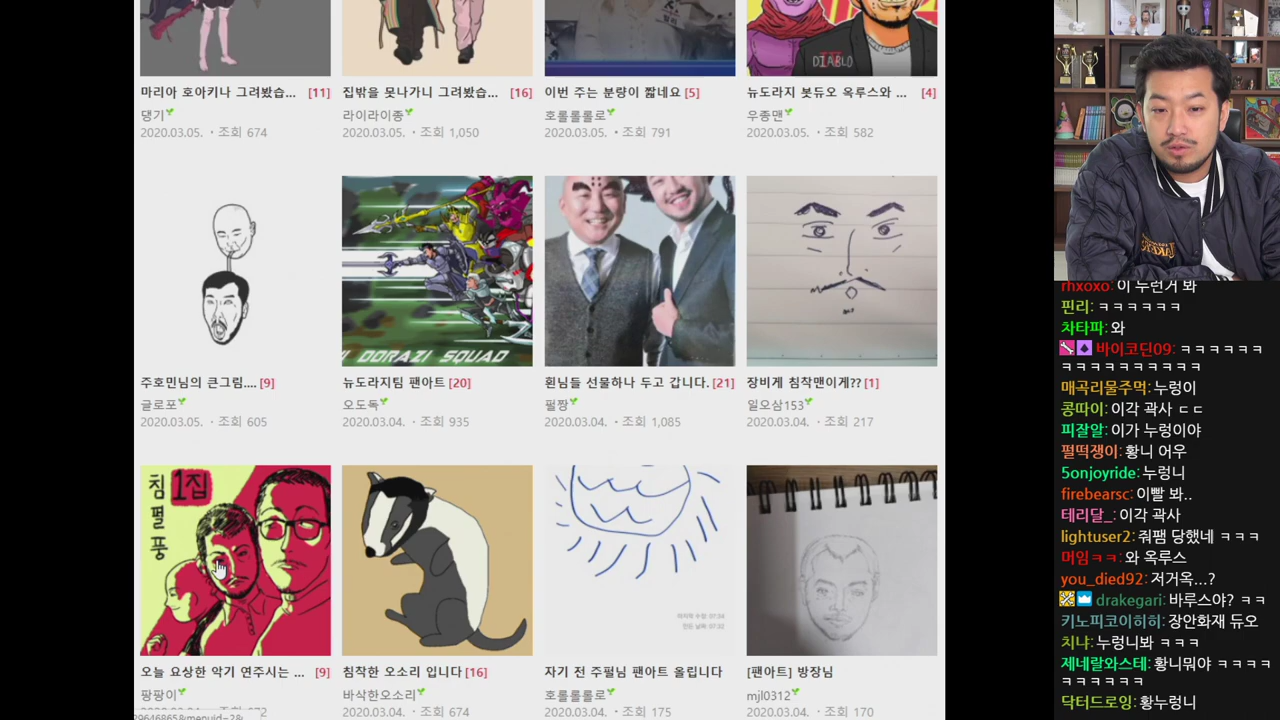 DIABLO
III
마리아 호아키나 그려봤습... [11]
집밖을 못나가니 그려봤습... [16]
이번 주는 분량이 짧네요 [5]
뉴도라지 봇듀오 옥루스와 ... [4]
댕기
라이라이종
호롤롤롤로
우종맨
2020.03.05. · 조회 674
2020.03.05. · 조회 1,050
2020.03.05. · 조회 791
2020.03.05. · 조회 582
DORAZI SQUAD
주호민님의 큰그림.... [9]
뉴도라지팀 팬아트 [20]
횐님들 선물하나 두고 갑니다. [21]
장비게 침착맨이게?? [1]
글로포
오도독
펄짱
일오삼153
2020.03.05. · 조회 605
2020.03.04. · 조회 935
2020.03.04. · 조회 1,085
2020.03.04. · 조회 217
침펄풍
1집
오늘 요상한 악기 연주시는 ... [9]
침착한 오소리 입니다 [16]
자기 전 주펄님 팬아트 올립니다
[팬아트] 방장님
팡팡이
바삭한오소리
호롤롤롤로
mjl0312
2020.03.04. · 조회 674
2020.03.04. · 조회 175
2020.03.04. · 조회 170
rhxoxo: 이 누런거 봐
핀리: ㅋㅋㅋㅋㅋㅋ
차타파: 와
바이코딘09: ㅋㅋㅋㅋㅋㅋ
ㅋㅋㅋㅋㅋㅋㅋㅋㅋㅋ
매곡리물주먹: 누렁이
콩따이: 이각 곽사 ㄷㄷ
피잘알: 이가 누렁이야
펄떡쟁이: 황니 어우
5onjoyride: 누렁니
firebearsc: 이빨 봐..
테리달_: 이각 곽사
lightuser2: 줘팸 당했네 ㅋㅋㅋ
머임ㅋㅋ: 와 옥루스
you_died92: 저거옥...?
drakegari: 바루스야? ㅋㅋ
키노피코이히히: 장안화재 듀오
치냐: 누렁니봐 ㅋㅋㅋ
제네랄와스테: 황니뭐야 ㅋㅋㅋㅋ
ㅋㅋㅋㅋㅋㅋ
닥터드로잉: 황누렁니